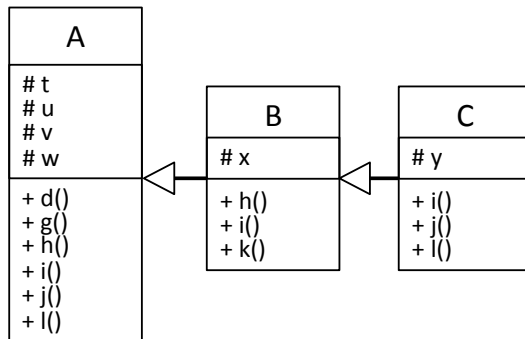 A
# t
# u
# v
# w
+ d()
+ g()
+ h()
+ i()
+ j()
+ l()
B
# x
+ h()
+ i()
+ k()
C
# y
+ i()
+ j()
+ l()